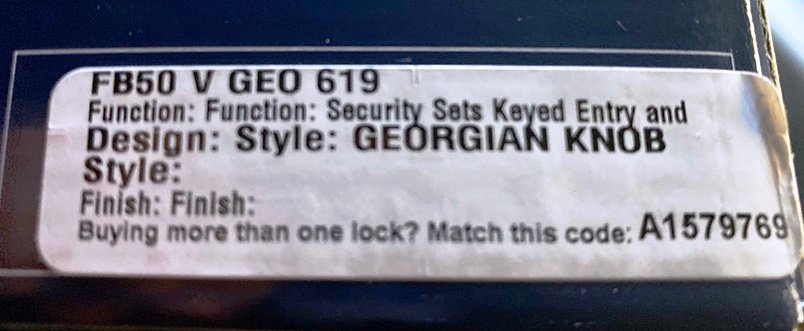 FB50 V GEO 619
Function: Function: Security Sets Keyed Entry and
Design: Style: GEORGIAN KNOB
Style:
Finish: Finish:
Buying more than one lock? Match this code: A1579769